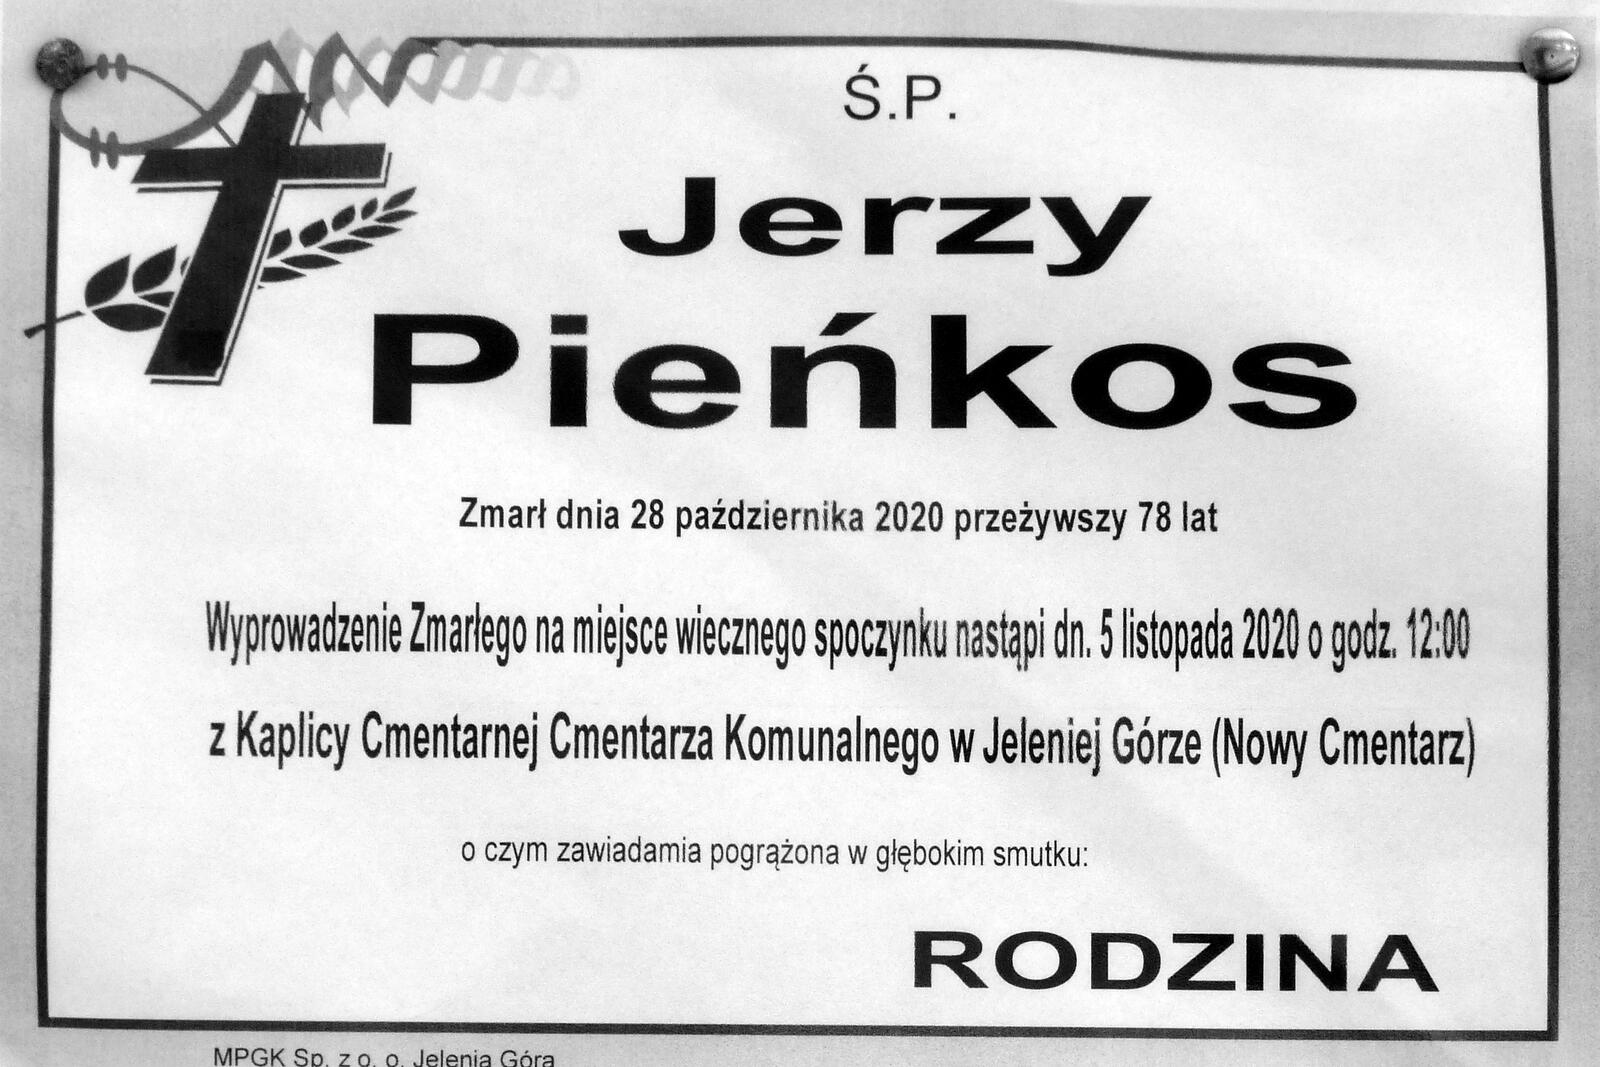 Ś.P.
Jerzy
Pieńkos
Zmarł dnia 28 października 2020 przeżywszy 78 lat
Wyprowadzenie Zmarłego na miejsce wiecznego spoczynku nastąpi dn. 5 listopada 2020 o godz. 12:00
z Kaplicy Cmentarnej Cmentarza Komunalnego w Jeleniej Górze (Nowy Cmentarz)
o czym zawiadamia pogrążona w głębokim smutku:
RODZINA
MPGK Sp. z o. o. Jelenia Góra